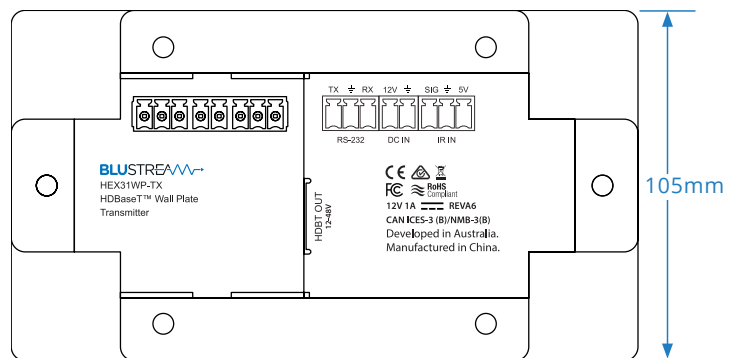 TX ⏚ RX 12V ⏚ SIG ⏚ 5V
RS-232 DC IN IR IN
BLUSTREAM
HEX31WP-TX
HDBaseT™ Wall Plate
Transmitter
HDBT OUT
12-48V
CE
FC RoHS
Compliant
12V 1A REVA6
CAN ICES-3 (B)/NMB-3(B)
Developed in Australia.
Manufactured in China.
105mm